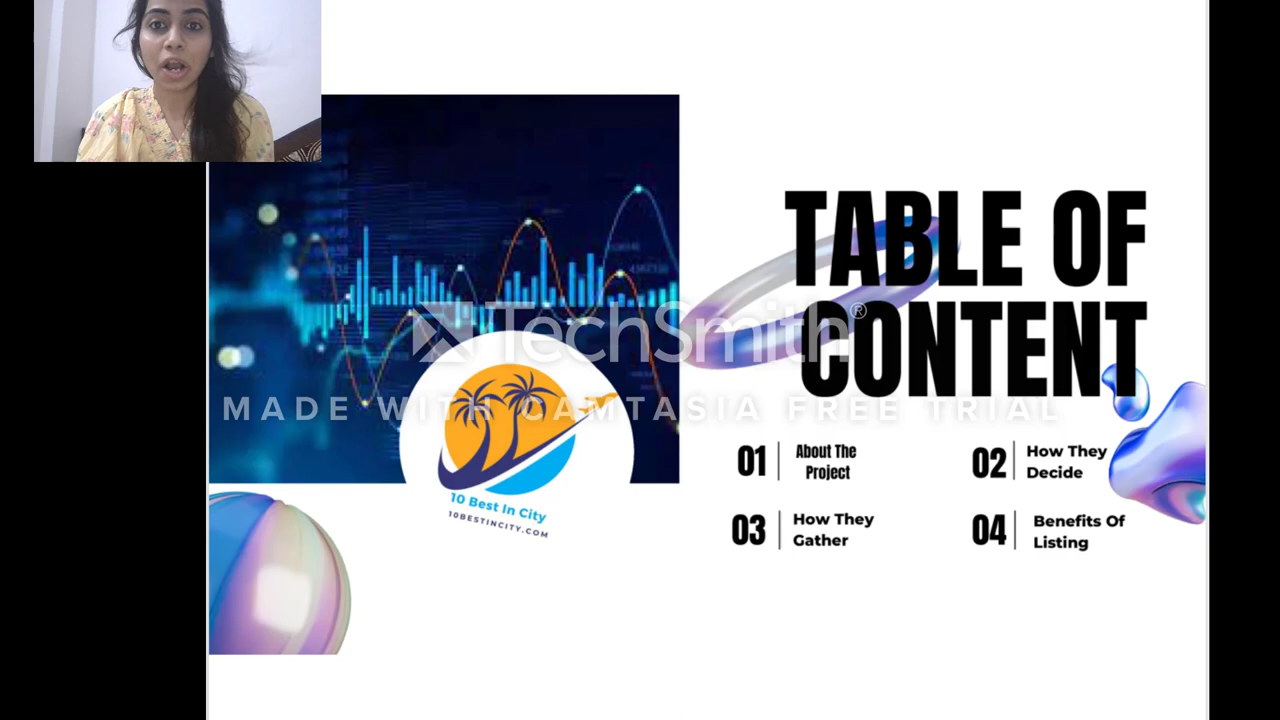 TABLE OF
CONTENT
TechSmith®
MADE WITH CAMTASIA FREE TRIAL
01 About The
Project
02 How They
Decide
03 How They
Gather
04 Benefits Of
Listing
10 Best In City
10BESTINCITY.COM